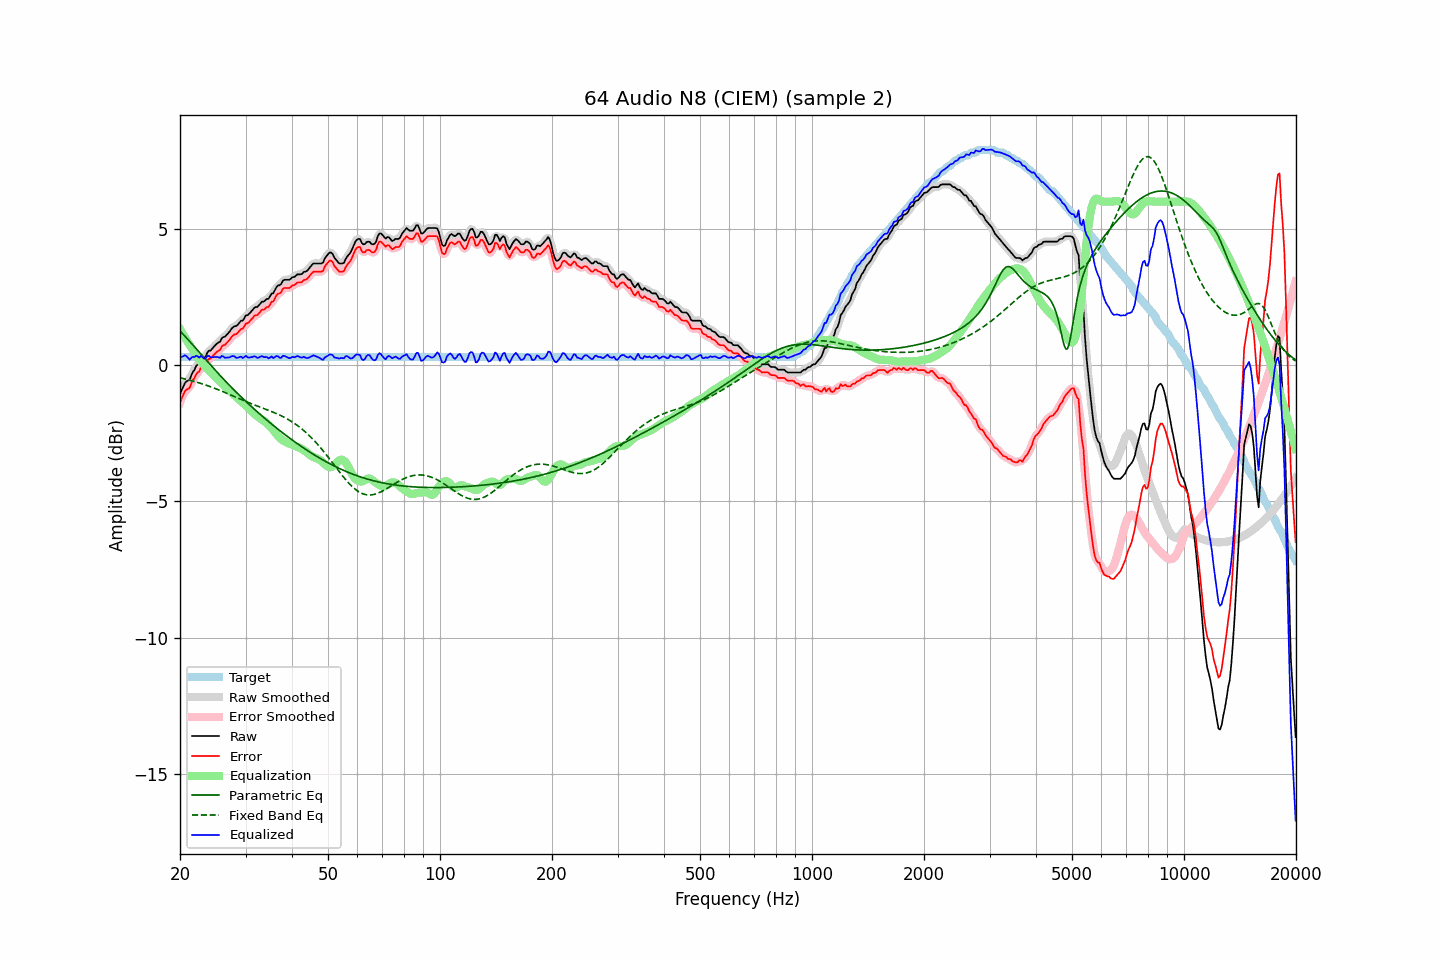 64 Audio N8 (CIEM) (sample 2)
Amplitude (dBr)
5
0
−5
−10
−15
Target
Raw Smoothed
Error Smoothed
Raw
Error
Equalization
Parametric Eq
Fixed Band Eq
Equalized
20 50 100 200 500 1000 2000 5000 10000 20000
Frequency (Hz)